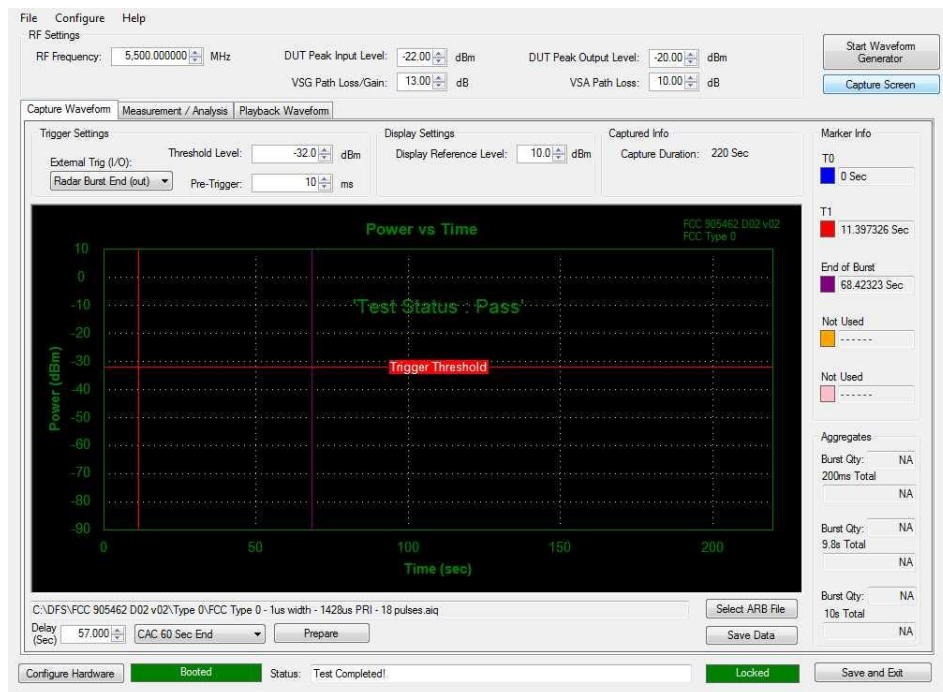 File Configure Help
RF Settings
RF Frequency: 5,500.000000 MHz DUT Peak Input Level: -22.00 dBm DUT Peak Output Level: -20.00 dBm
VSG Path Loss/Gain: 13.00 dB VSA Path Loss: 10.00 dB
Start Waveform
Generator
Capture Screen
Capture Waveform Measurement / Analysis Playback Waveform
Trigger Settings
External Trig (I/O):
Radar Burst End (out)
Threshold Level: -32.0 dBm
Pre-Trigger: 10 ms
Display Settings
Display Reference Level: 10.0 dBm
Captured Info
Capture Duration: 220 Sec
Power vs Time
FCC 905462 D02 v02
FCC Type 0
'Test Status : Pass'
Trigger Threshold
Power (dBm)
10
0
-10
-20
-30
-40
-50
-60
-70
-80
-90
0 50 100 150 200
Time (sec)
Marker Info
T0
0 Sec
T1
11.397326 Sec
End of Burst
68.42323 Sec
Not Used
------
Not Used
------
Aggregates
Burst Qty: NA
200ms Total
NA
Burst Qty: NA
9.8s Total
NA
Burst Qty: NA
10s Total
NA
C:\DFS\FCC 905462 D02 v02\Type 0\FCC Type 0 - 1us width - 1428us PRI - 18 pulses.aiq
Select ARB File
Delay
(Sec) 57.000 CAC 60 Sec End Prepare Save Data
Configure Hardware Booted Status: Test Completed! Locked Save and Exit